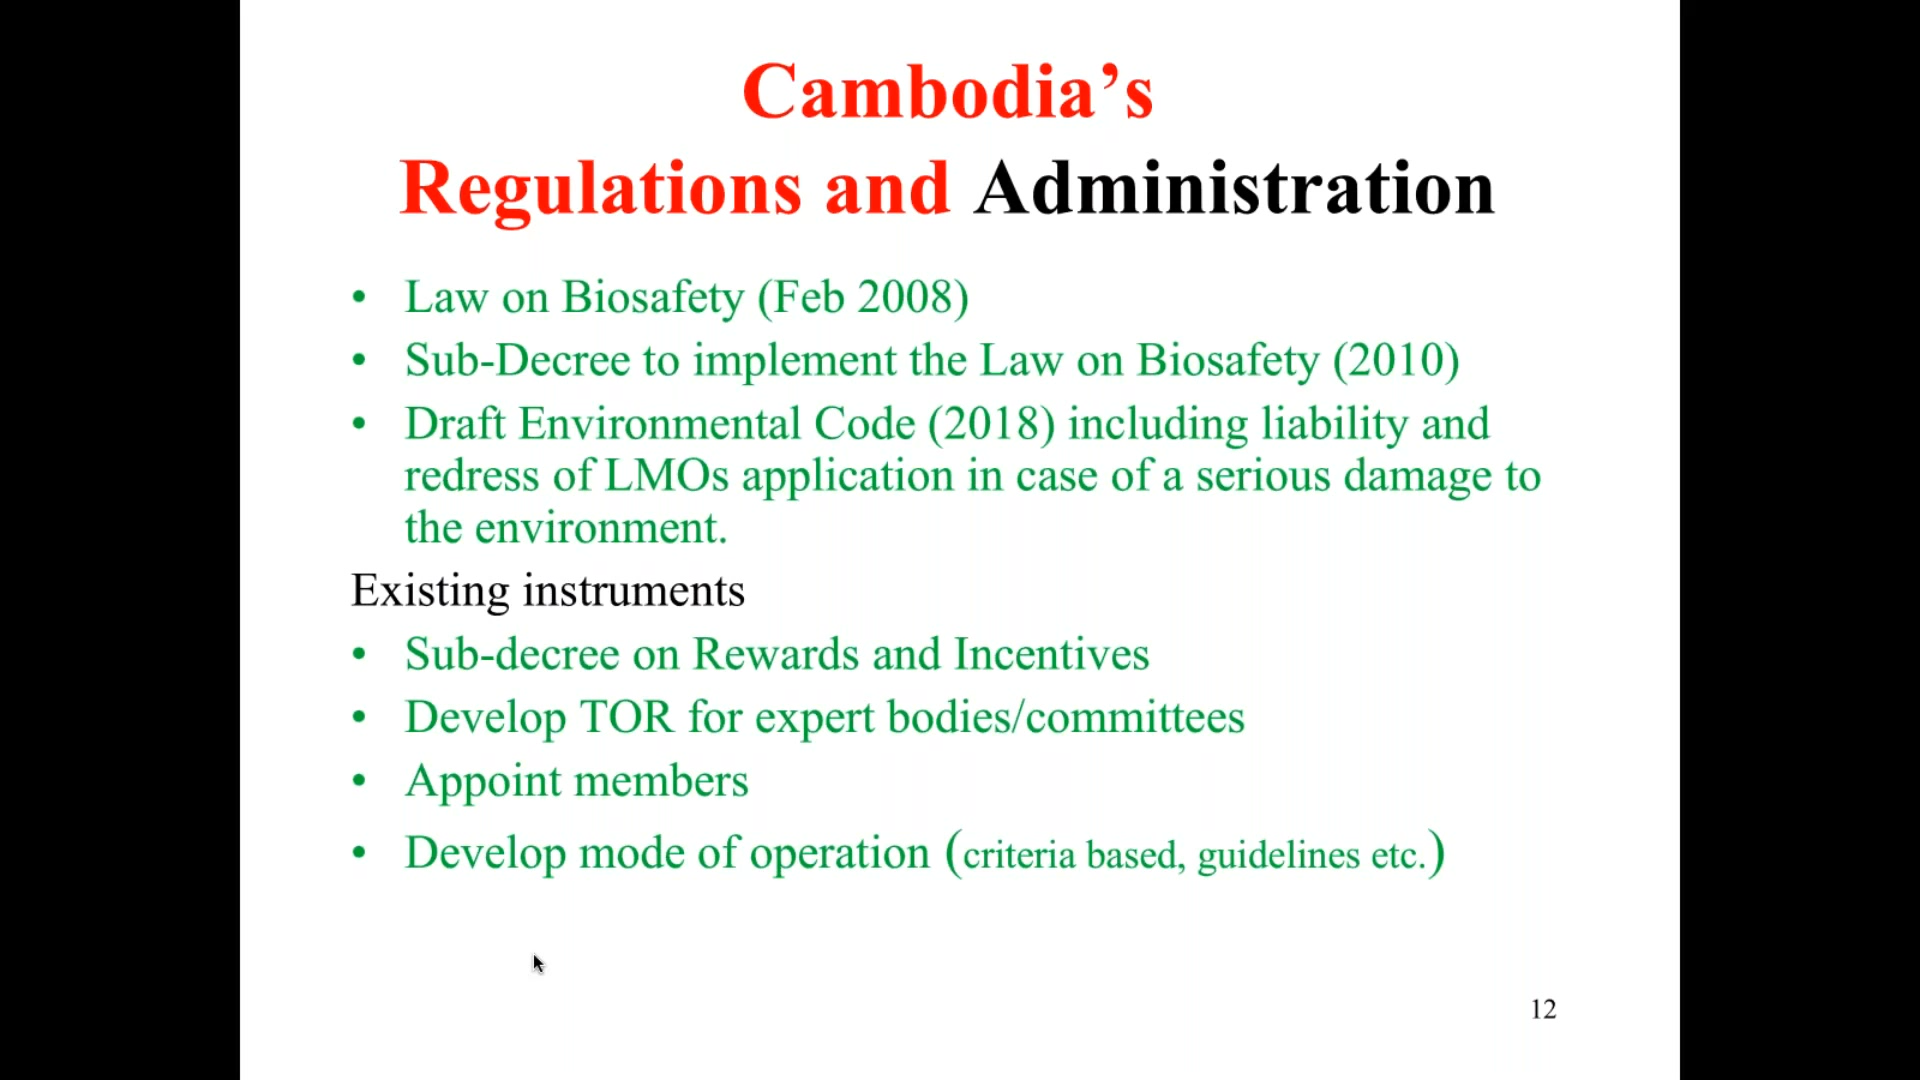 Cambodia’s
Regulations and Administration
• Law on Biosafety (Feb 2008)
• Sub-Decree to implement the Law on Biosafety (2010)
• Draft Environmental Code (2018) including liability and
redress of LMOs application in case of a serious damage to
the environment.
Existing instruments
• Sub-decree on Rewards and Incentives
• Develop TOR for expert bodies/committees
• Appoint members
• Develop mode of operation (criteria based, guidelines etc.)
12